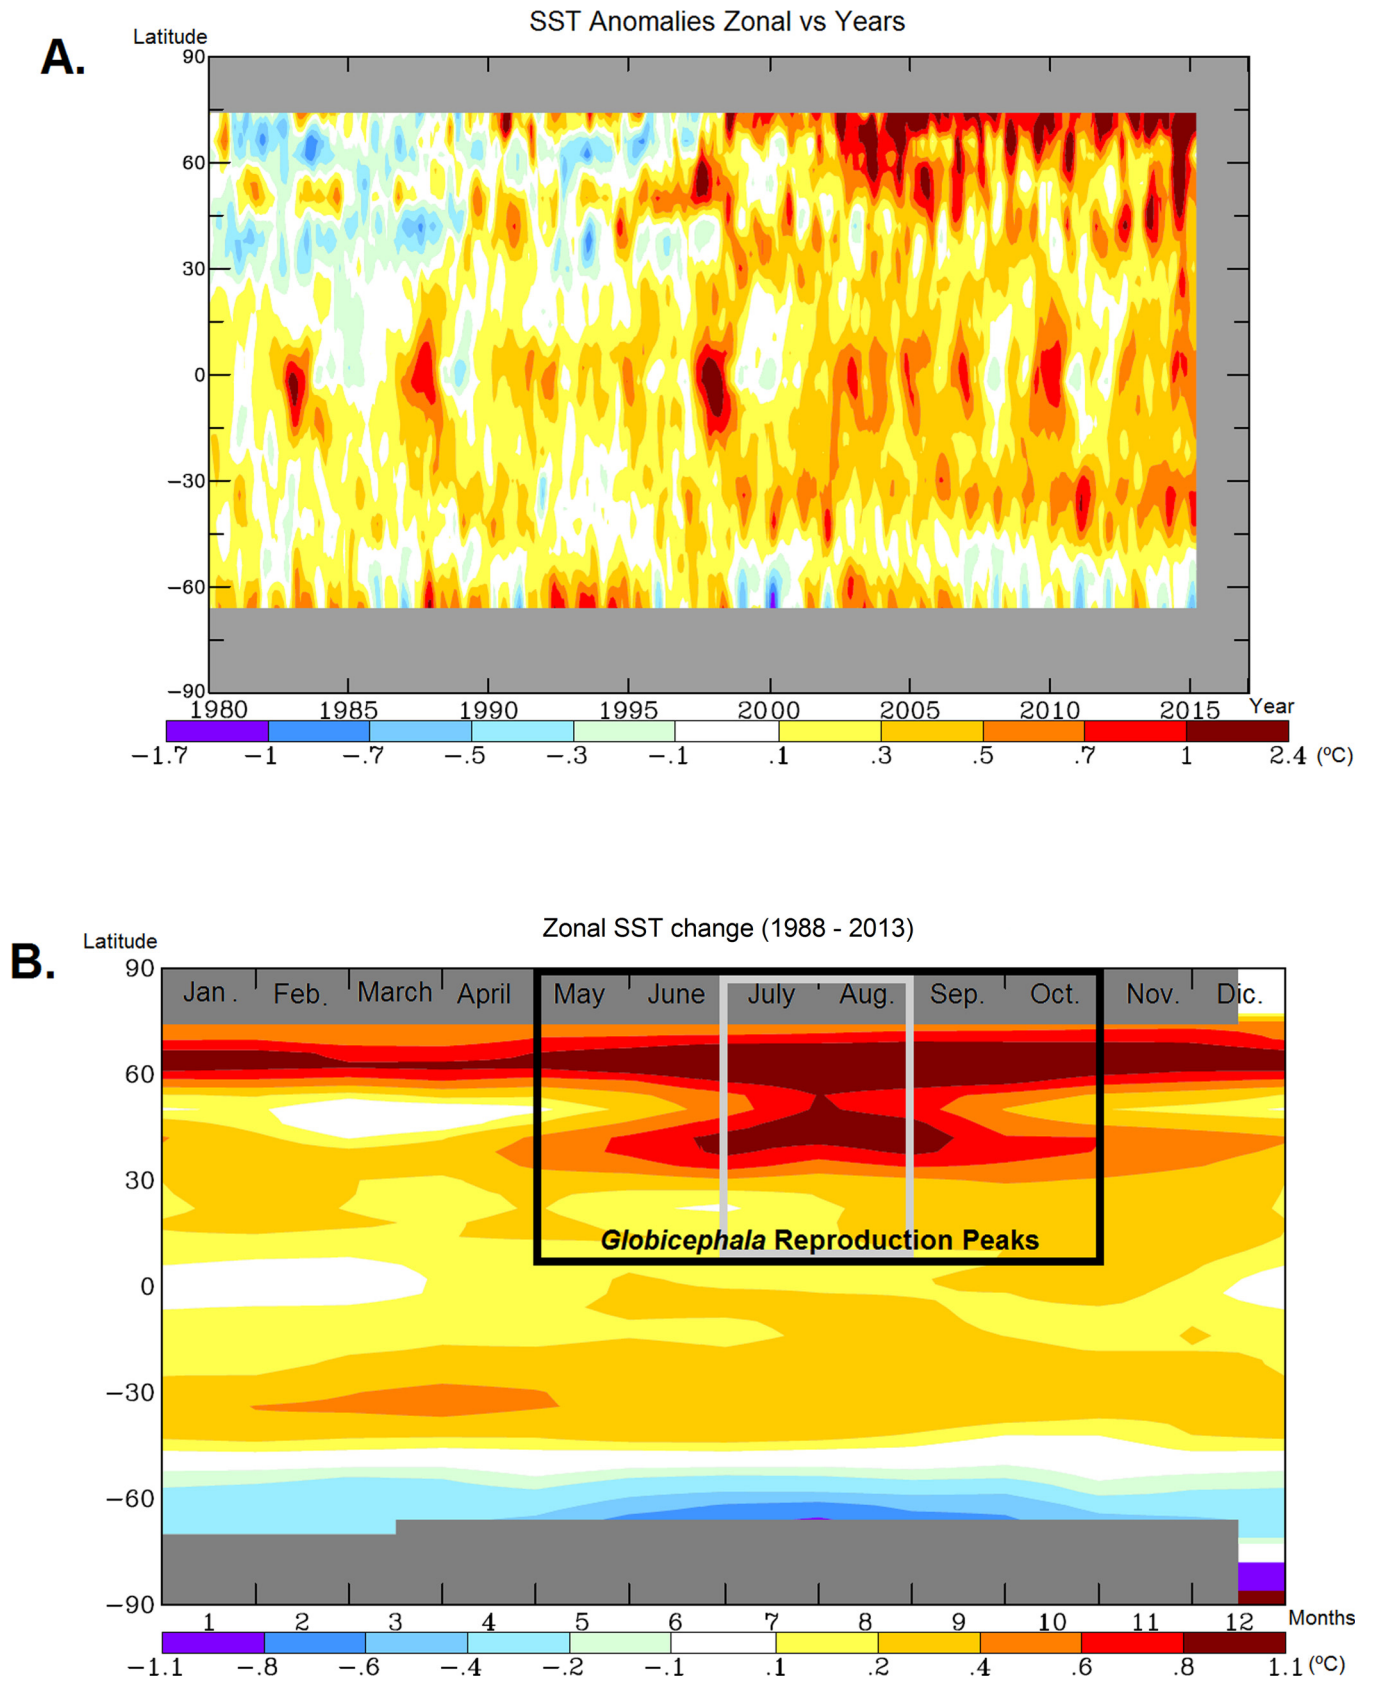 SST Anomalies Zonal vs Years
A.
Latitude
90
60
30
0
−30
−60
−90
1980 1985 1990 1995 2000 2005 2010 2015 Year
−1.7 −1 −.7 −.5 −.3 −.1 .1 .3 .5 .7 1 2.4 (ºC)
Zonal SST change (1988 - 2013)
B.
Latitude
90
Jan. Feb. March April May June July Aug. Sep. Oct. Nov. Dic.
60
30
Globicephala Reproduction Peaks
0
−30
−60
−90
1 2 3 4 5 6 7 8 9 10 11 12 Months
−1.1 −.8 −.6 −.4 −.2 −.1 .1 .2 .4 .6 .8 1.1 (ºC)